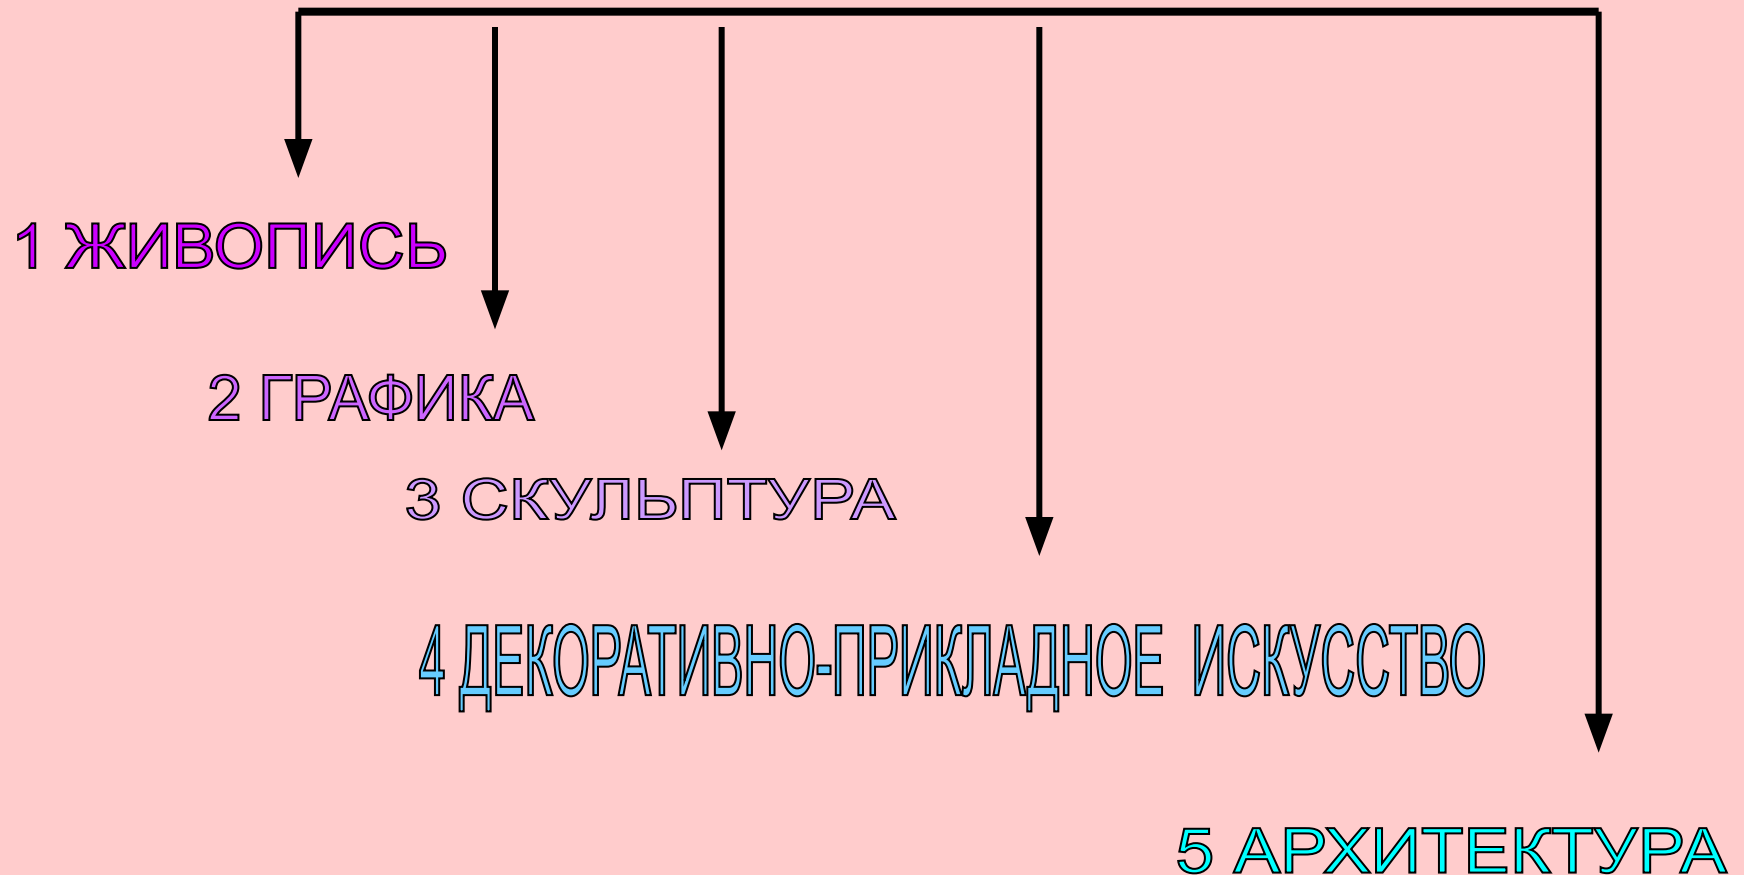 1 ЖИВОПИСЬ
2 ГРАФИКА
3 СКУЛЬПТУРА
4 ДЕКОРАТИВНО-ПРИКЛАДНОЕ ИСКУССТВО
5 АРХИТЕКТУРА